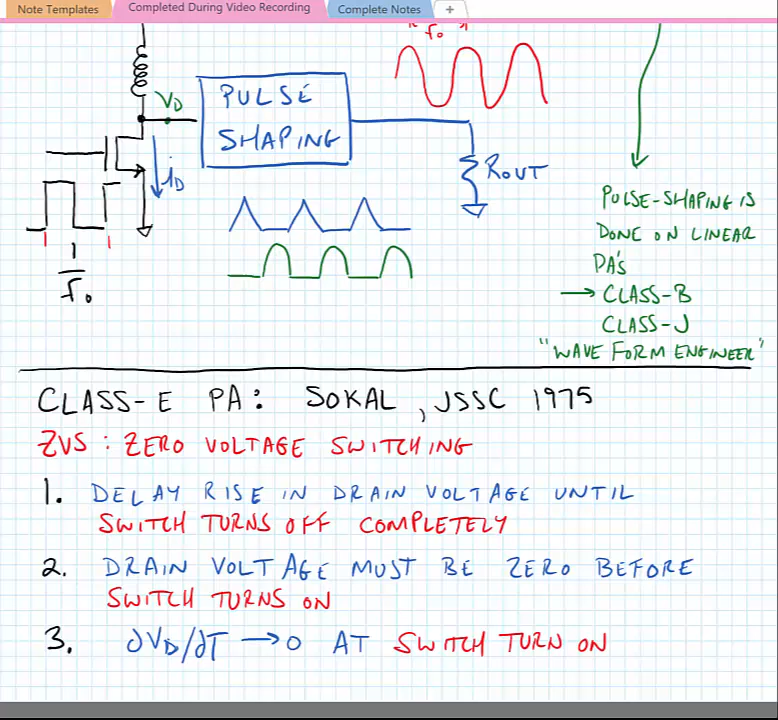 Note Templates
Completed During Video Recording
Complete Notes
+
fo
VD
PULSE
SHAPING
iD
ROUT
1
fo
PULSE-SHAPING IS
DONE ON LINEAR
PA'S
→ CLASS-B
CLASS-J
"WAVE FORM ENGINEER"
CLASS-E PA: SOKAL, JSSC 1975
ZVS: ZERO VOLTAGE SWITCHING
1. DELAY RISE IN DRAIN VOLTAGE UNTIL
SWITCH TURNS OFF COMPLETELY
2. DRAIN VOLTAGE MUST BE ZERO BEFORE
SWITCH TURNS ON
3. ∂VD/∂T → 0 AT SWITCH TURN ON